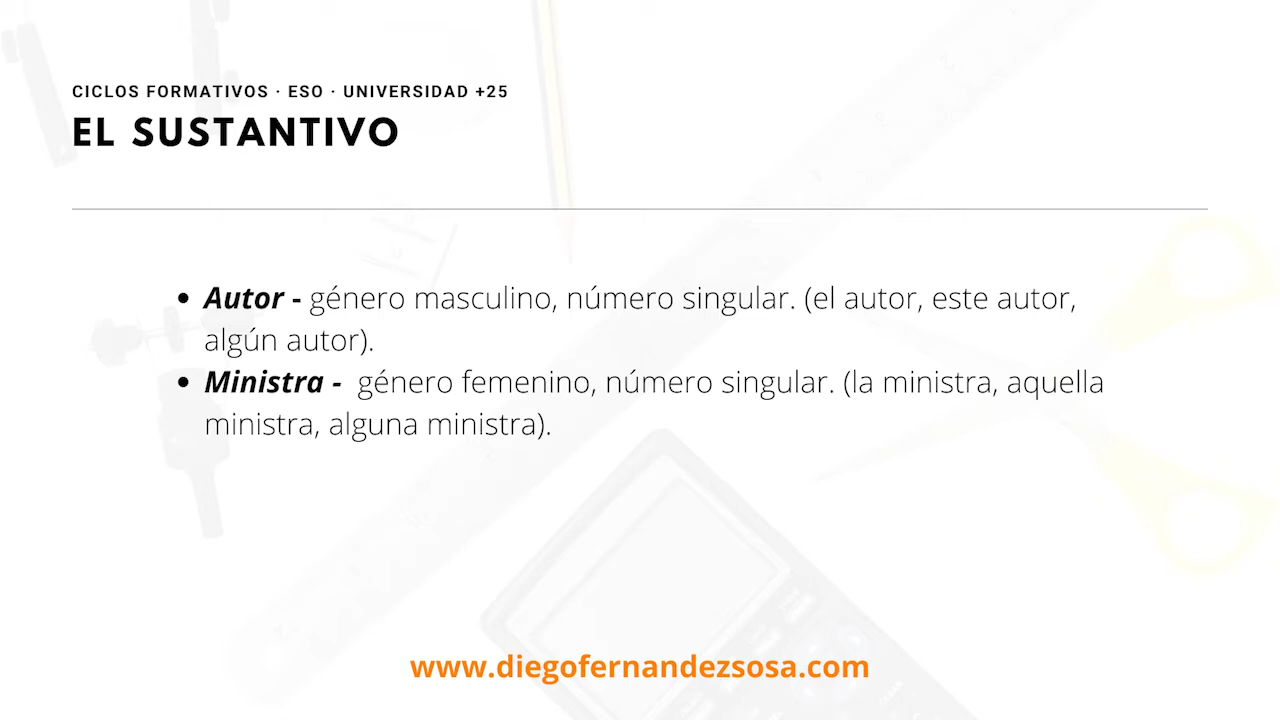 CICLOS FORMATIVOS · ESO · UNIVERSIDAD +25
EL SUSTANTIVO
• Autor - género masculino, número singular. (el autor, este autor,
algún autor).
• Ministra - género femenino, número singular. (la ministra, aquella
ministra, alguna ministra).
www.diegofernandezsosa.com